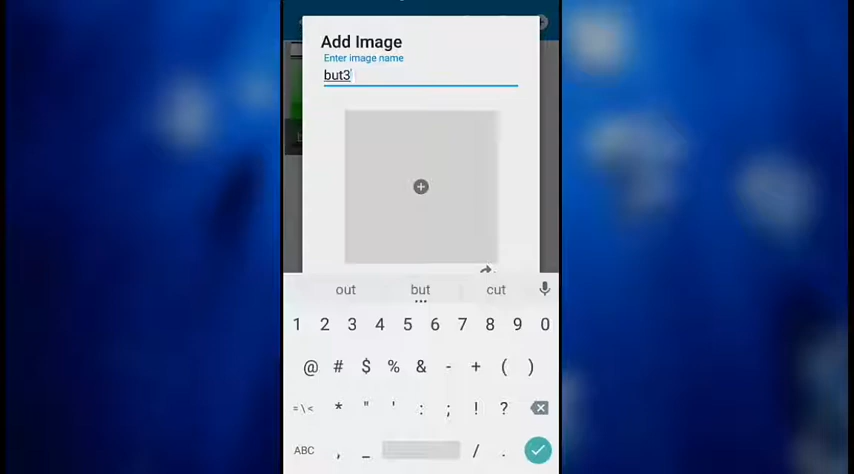 Add Image
Enter image name
but3
out but cut
1 2 3 4 5 6 7 8 9 0
@ # $ % & - + ( )
=\< * " ' : ; ! ?
ABC , _ / .